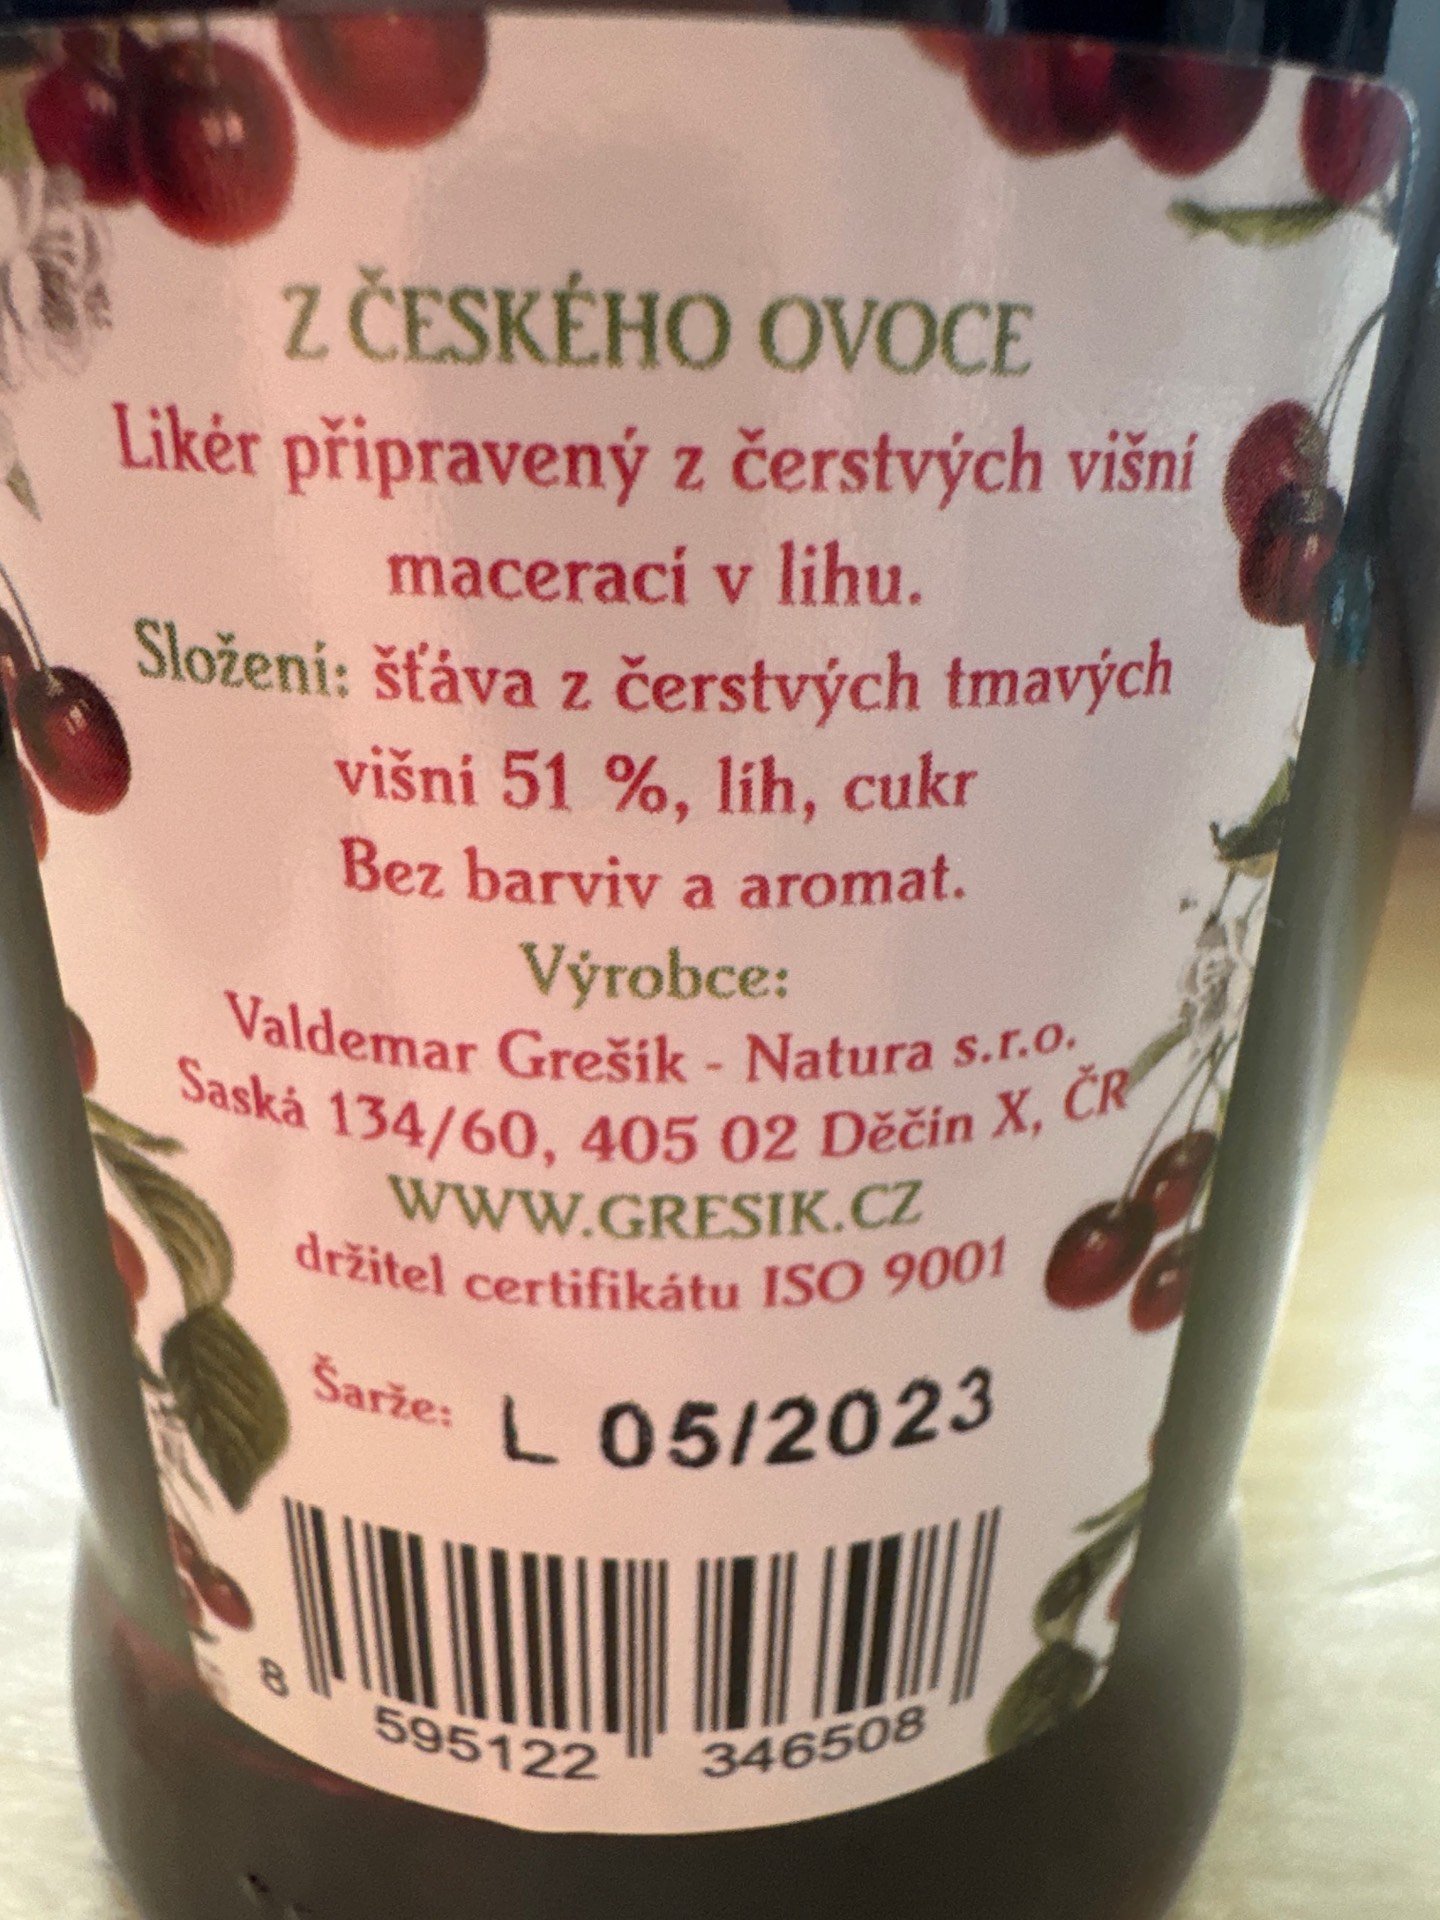 Z ČESKÉHO OVOCE
Likér připravený z čerstvých višní
macerací v lihu.
Složení: šťáva z čerstvých tmavých
višní 51 %, líh, cukr
Bez barviv a aromat.
Výrobce:
Valdemar Grešík - Natura s.r.o.
Saská 134/60, 405 02 Děčín X, ČR
WWW.GRESIK.CZ
držitel certifikátu ISO 9001
Šarže: L 05/2023
8 595122 346508